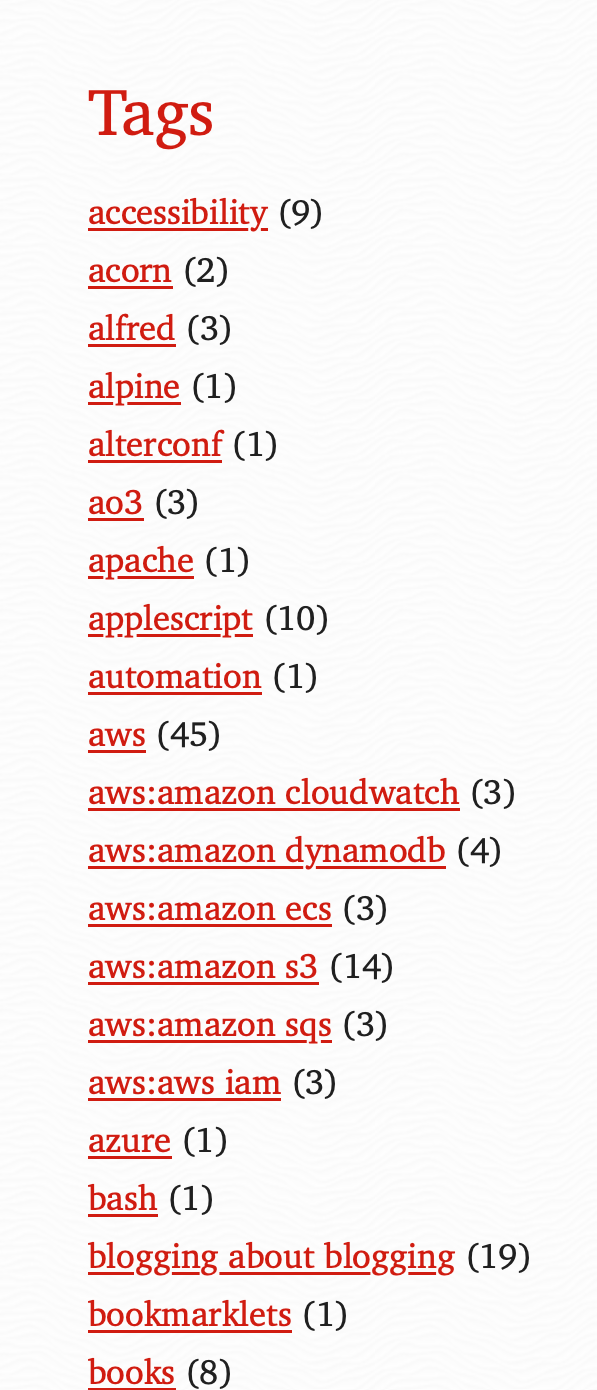 Tags
accessibility (9)
acorn (2)
alfred (3)
alpine (1)
alterconf (1)
ao3 (3)
apache (1)
applescript (10)
automation (1)
aws (45)
aws:amazon cloudwatch (3)
aws:amazon dynamodb (4)
aws:amazon ecs (3)
aws:amazon s3 (14)
aws:amazon sqs (3)
aws:aws iam (3)
azure (1)
bash (1)
blogging about blogging (19)
bookmarklets (1)
books (8)